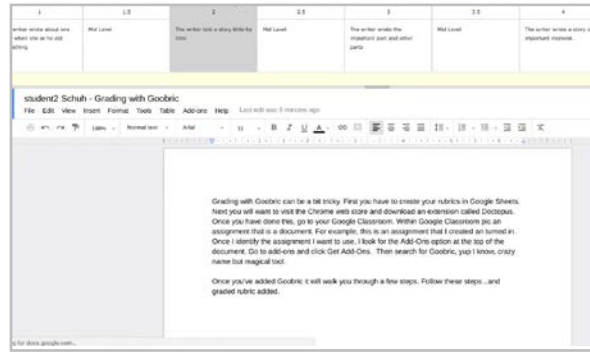 1 1.5 2 2.5 3 3.5 4
writer wrote about one Mid Level The writer told a story little by Mid Level The writer wrote the Mid Level The writer wrote a story of
when she or he did little important part and other important moment.
parts
student2 Schuh - Grading with Goobric
File Edit View Insert Format Tools Table Add-ons Help Last edit was 9 minutes ago
100% Normal text Arial 11 B I U A
Grading with Goobric can be a bit tricky. First you have to create your rubrics in Google Sheets.
Next you will want to visit the Chrome web store and download an extension called Doctopus.
Once you have done this, go to your Google Classroom. Within Google Classroom pic an
assignment that is a document. For example, this is an assignment that I created an turned in.
Once I identify the assignment I want to use, I look for the Add-Ons option at the top of the
document. Go to add-ons and click Get Add-Ons. Then search for Goobric, yup I know, crazy
name but magical tool.
Once you've added Goobric it will walk you through a few steps. Follow these steps...and
graded rubric added.
g for docs.google.com...